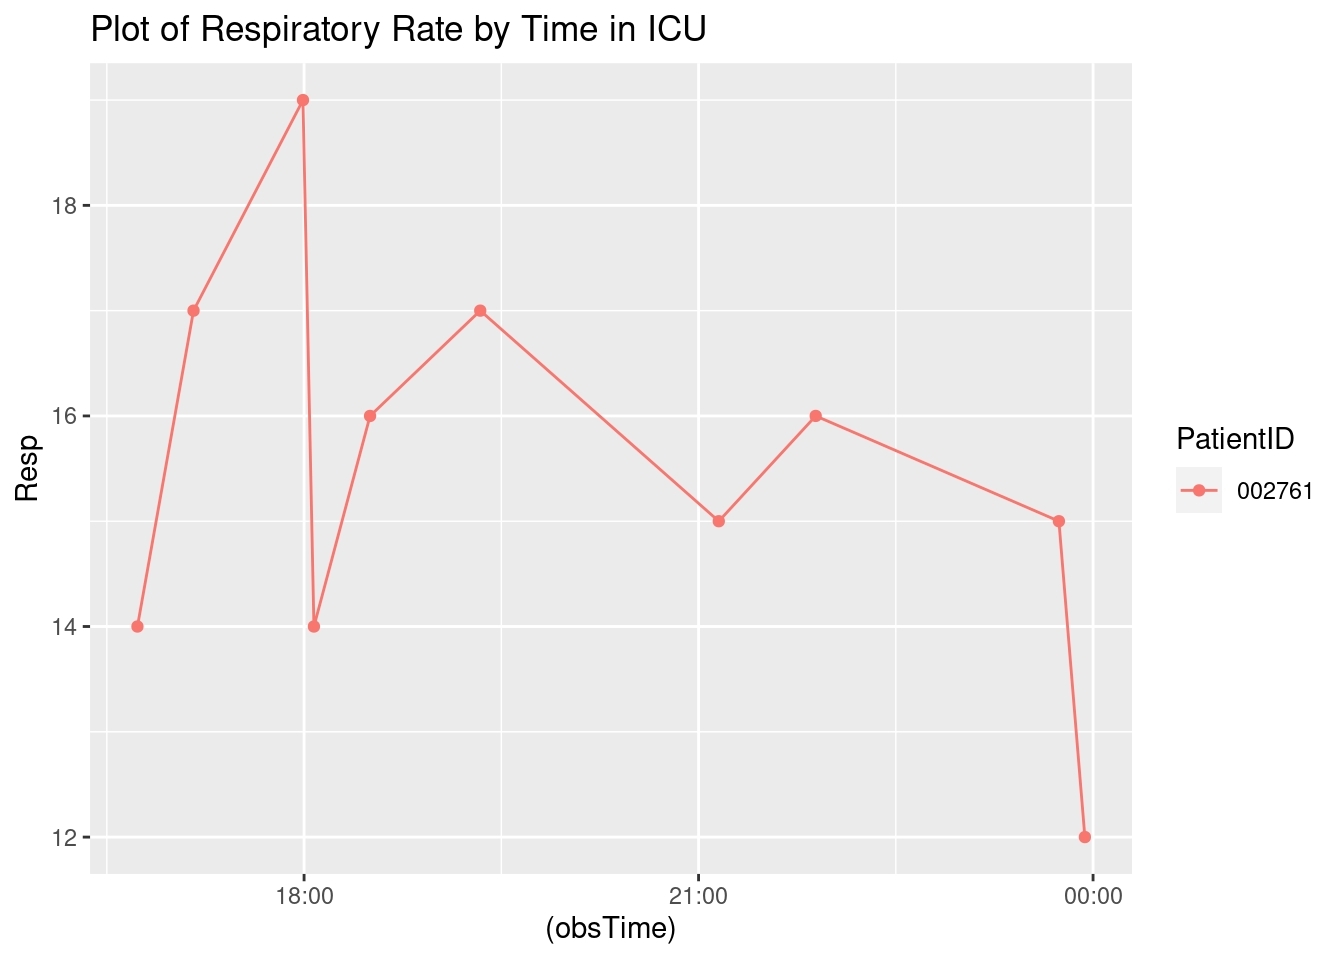 Plot of Respiratory Rate by Time in ICU
18
16
14
12
Resp
18:00
21:00
00:00
(obsTime)
PatientID
002761